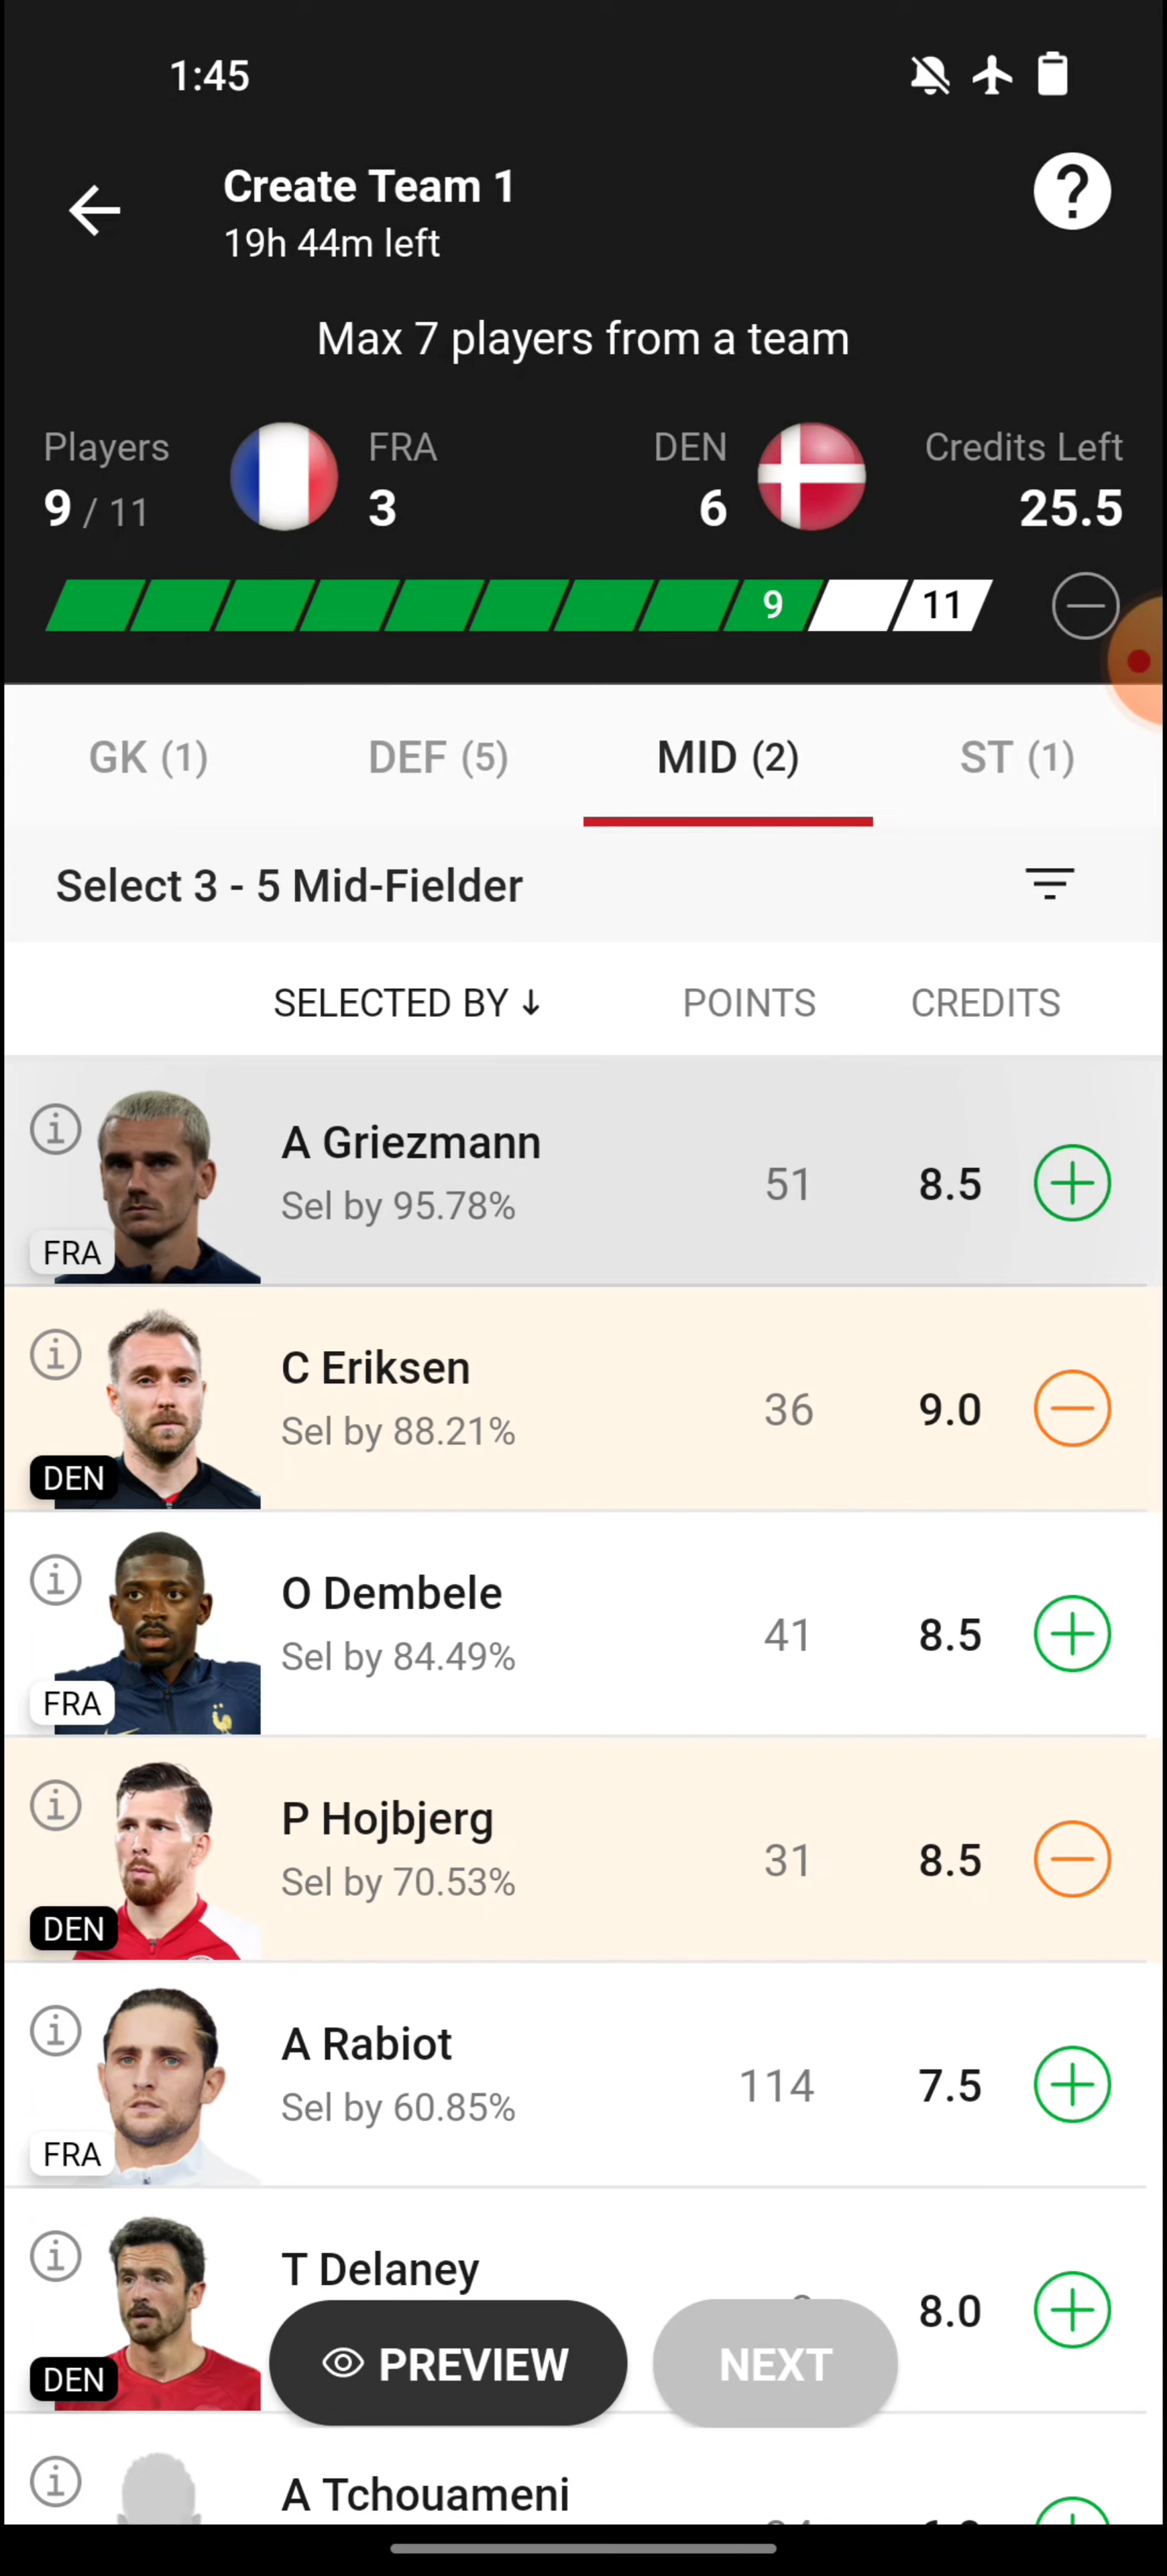 1:45
Create Team 1
19h 44m left
Max 7 players from a team
Players FRA DEN Credits Left
9 / 11 3 6 25.5
9 11
GK (1) DEF (5) MID (2) ST (1)
Select 3 - 5 Mid-Fielder
SELECTED BY ↓ POINTS CREDITS
A Griezmann
Sel by 95.78% 51 8.5
FRA
C Eriksen
Sel by 88.21% 36 9.0
DEN
O Dembele
Sel by 84.49% 41 8.5
FRA
P Hojbjerg
Sel by 70.53% 31 8.5
DEN
A Rabiot
Sel by 60.85% 114 7.5
FRA
T Delaney
8.0
DEN
PREVIEW NEXT
A Tchouameni